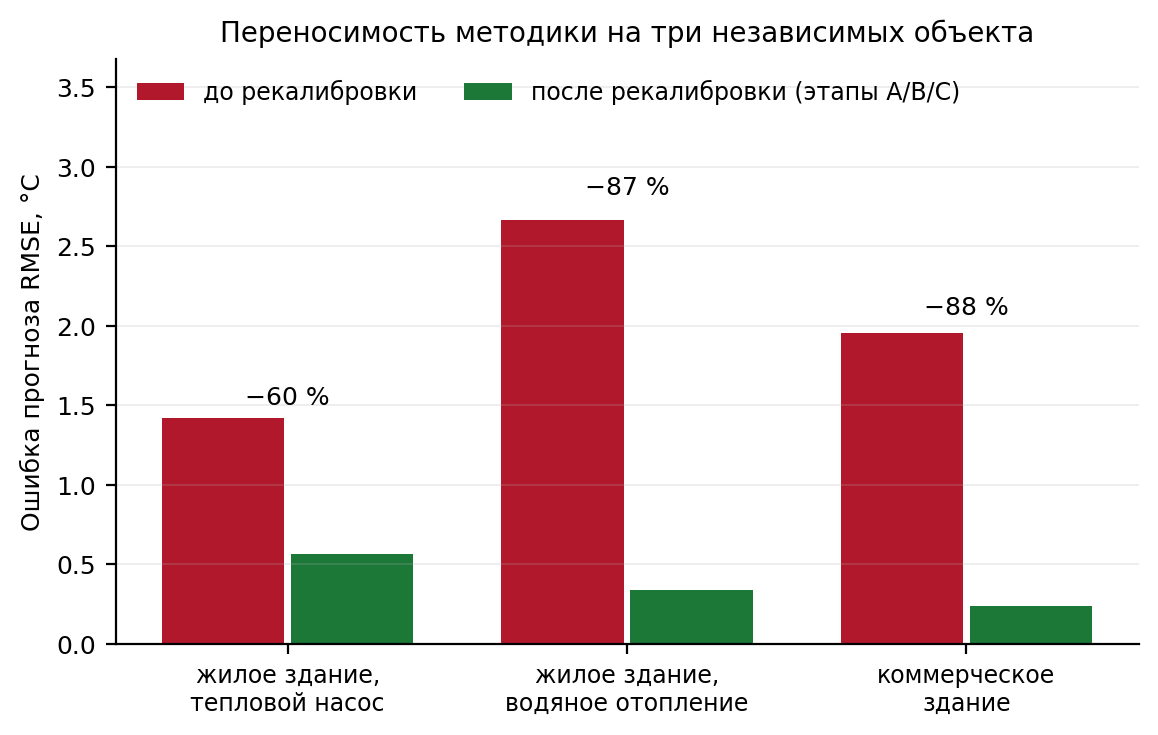 Переносимость методики на три независимых объекта
до рекалибровки
после рекалибровки (этапы A/B/C)
Ошибка прогноза RMSE, °C
3.5
3.0
2.5
2.0
1.5
1.0
0.5
0.0
−60 %
−87 %
−88 %
жилое здание,
тепловой насос
жилое здание,
водяное отопление
коммерческое
здание